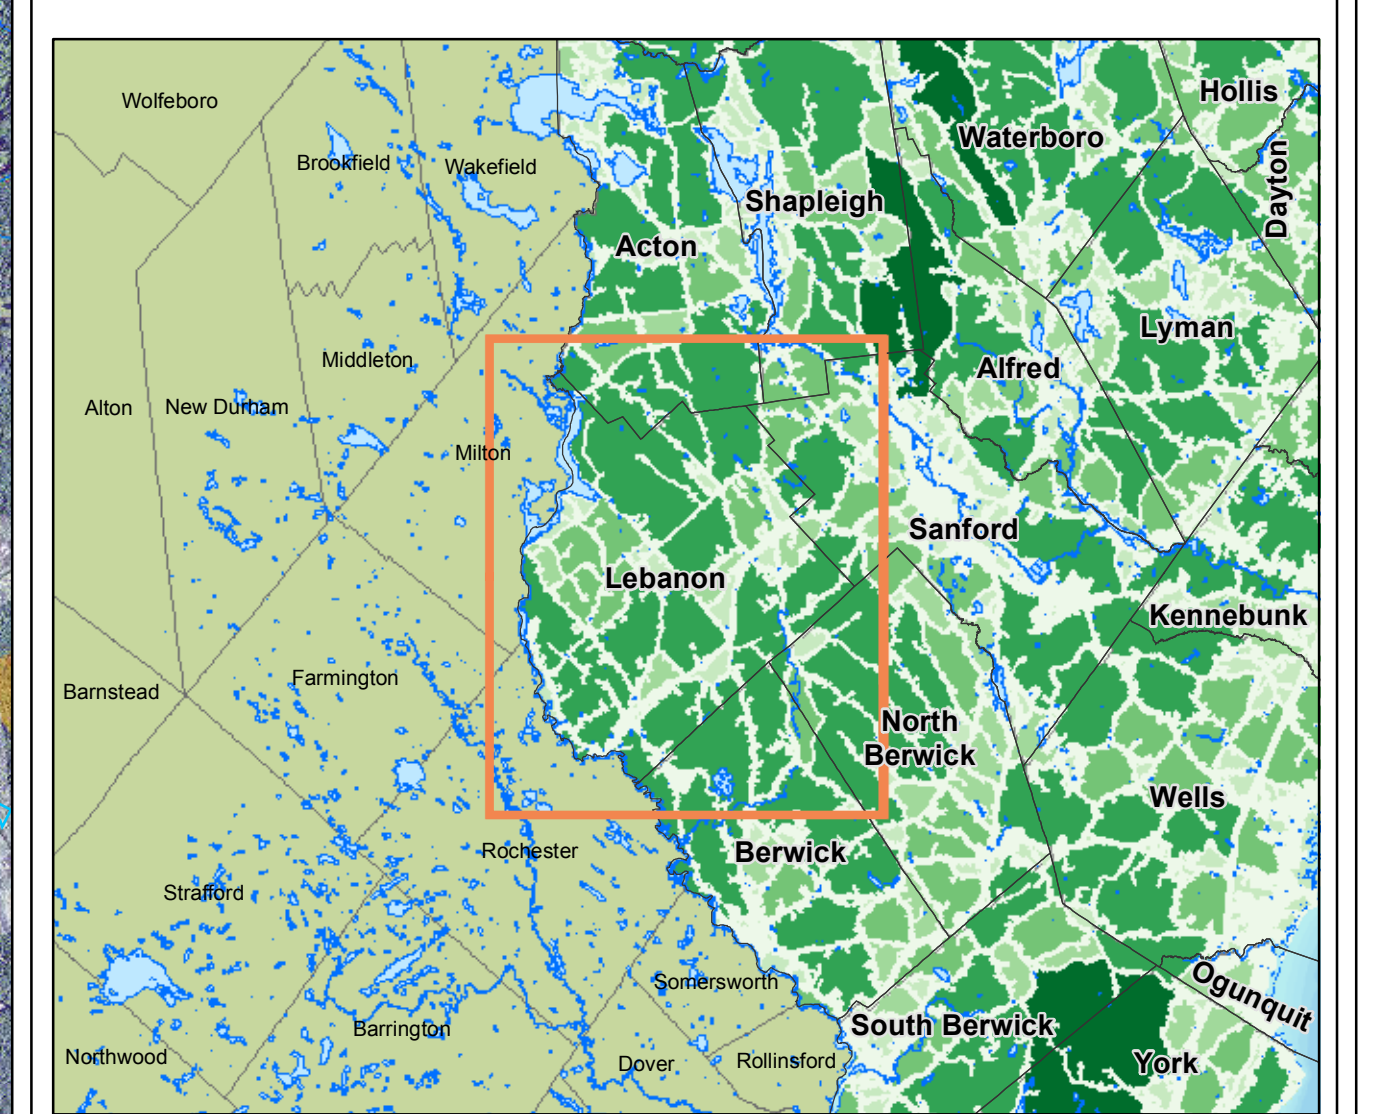 Hollis
Wolfeboro
Waterboro
Brookfield
Wakefield
Dayton
Shapleigh
Acton
Lyman
Middleton
Alfred
Alton
New Durham
Milton
Sanford
Lebanon
Kennebunk
Farmington
Barnstead
North
Berwick
Wells
Rochester
Berwick
Strafford
Somersworth
Ogunquit
Barrington
South Berwick
Northwood
Dover
Rollinsford
York